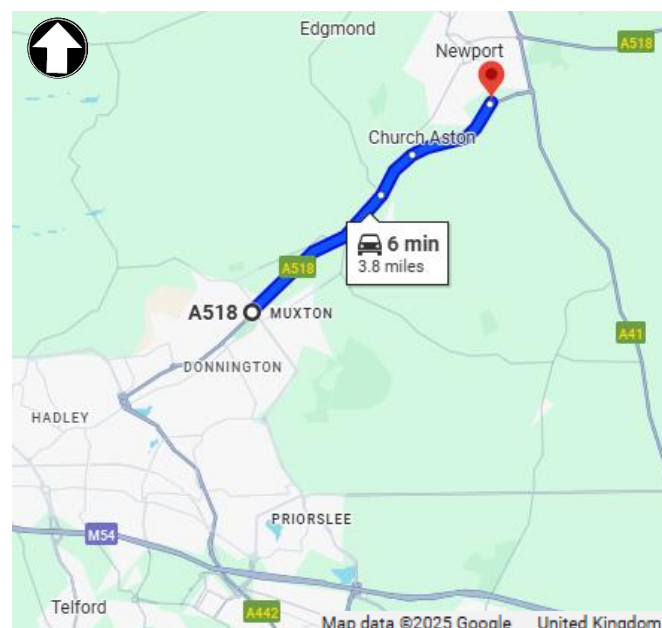 Edgmond
Newport
A518
Church Aston
6 min
3.8 miles
A518
A518
MUXTON
A41
DONNINGTON
HADLEY
PRIORSLEE
M54
Telford
A442
Map data ©2025 Google
United Kingdom